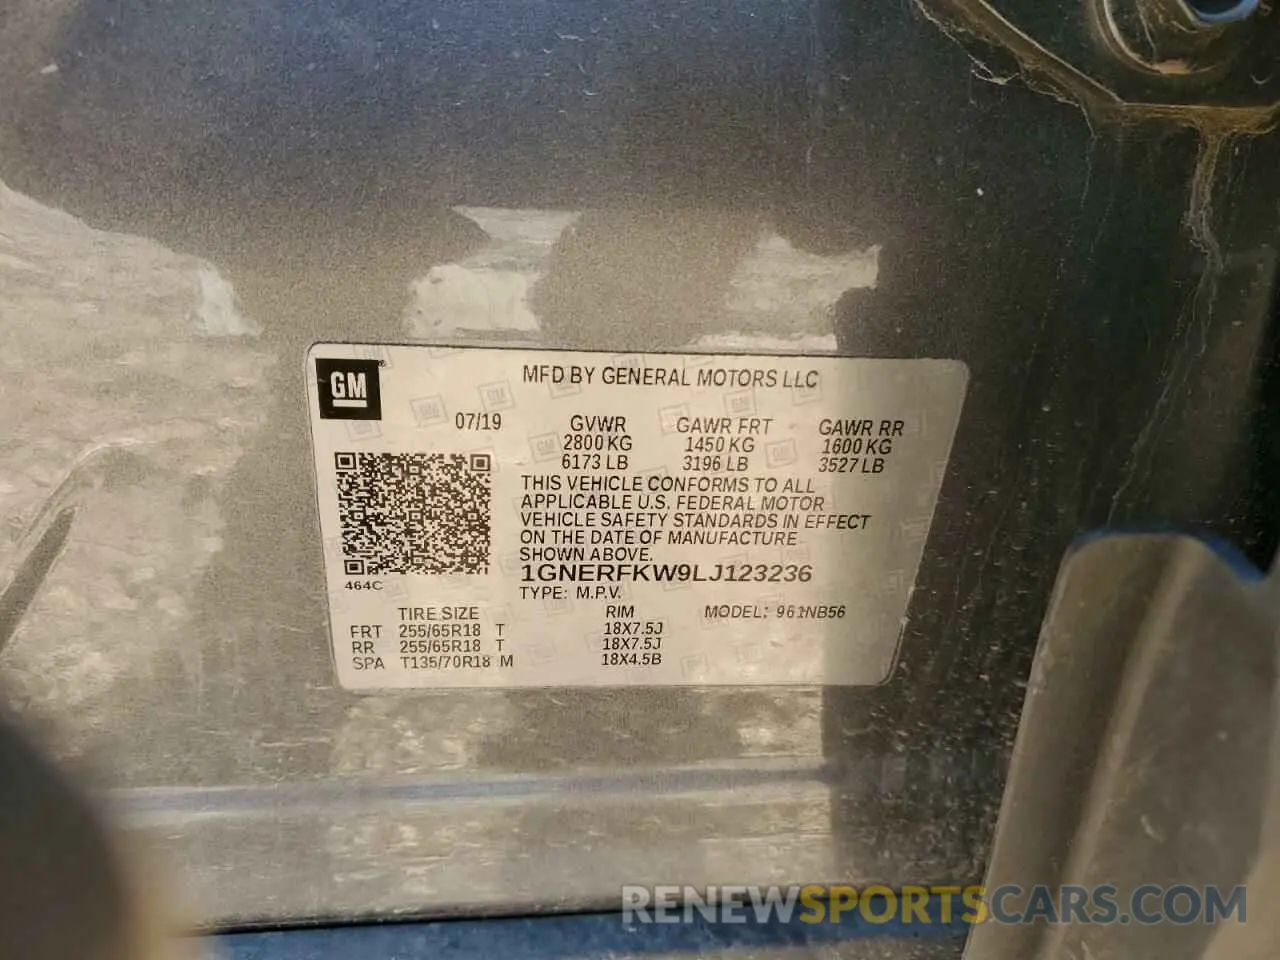 GM
MFD BY GENERAL MOTORS LLC
07/19 GVWR GAWR FRT GAWR RR
2800 KG 1450 KG 1600 KG
6173 LB 3196 LB 3527 LB
THIS VEHICLE CONFORMS TO ALL
APPLICABLE U.S. FEDERAL MOTOR
VEHICLE SAFETY STANDARDS IN EFFECT
ON THE DATE OF MANUFACTURE
SHOWN ABOVE.
464C
1GNERFKW9LJ123236
TYPE: M.P.V.
TIRE SIZE RIM MODEL: 961NB56
FRT 255/65R18 T 18X7.5J
RR 255/65R18 T 18X7.5J
SPA T135/70R18 M 18X4.5B
RENEWSPORTSCARS.COM